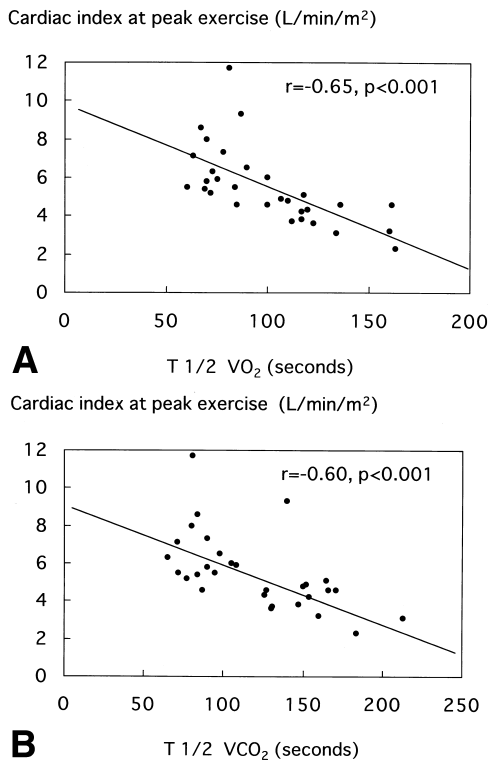 Cardiac index at peak exercise (L/min/m²)
12
r=-0.65, p<0.001
10
8
6
4
2
0
0 50 100 150 200
A
T 1/2 VO₂ (seconds)
Cardiac index at peak exercise (L/min/m²)
12
r=-0.60, p<0.001
10
8
6
4
2
0
0 50 100 150 200 250
B
T 1/2 VCO₂ (seconds)